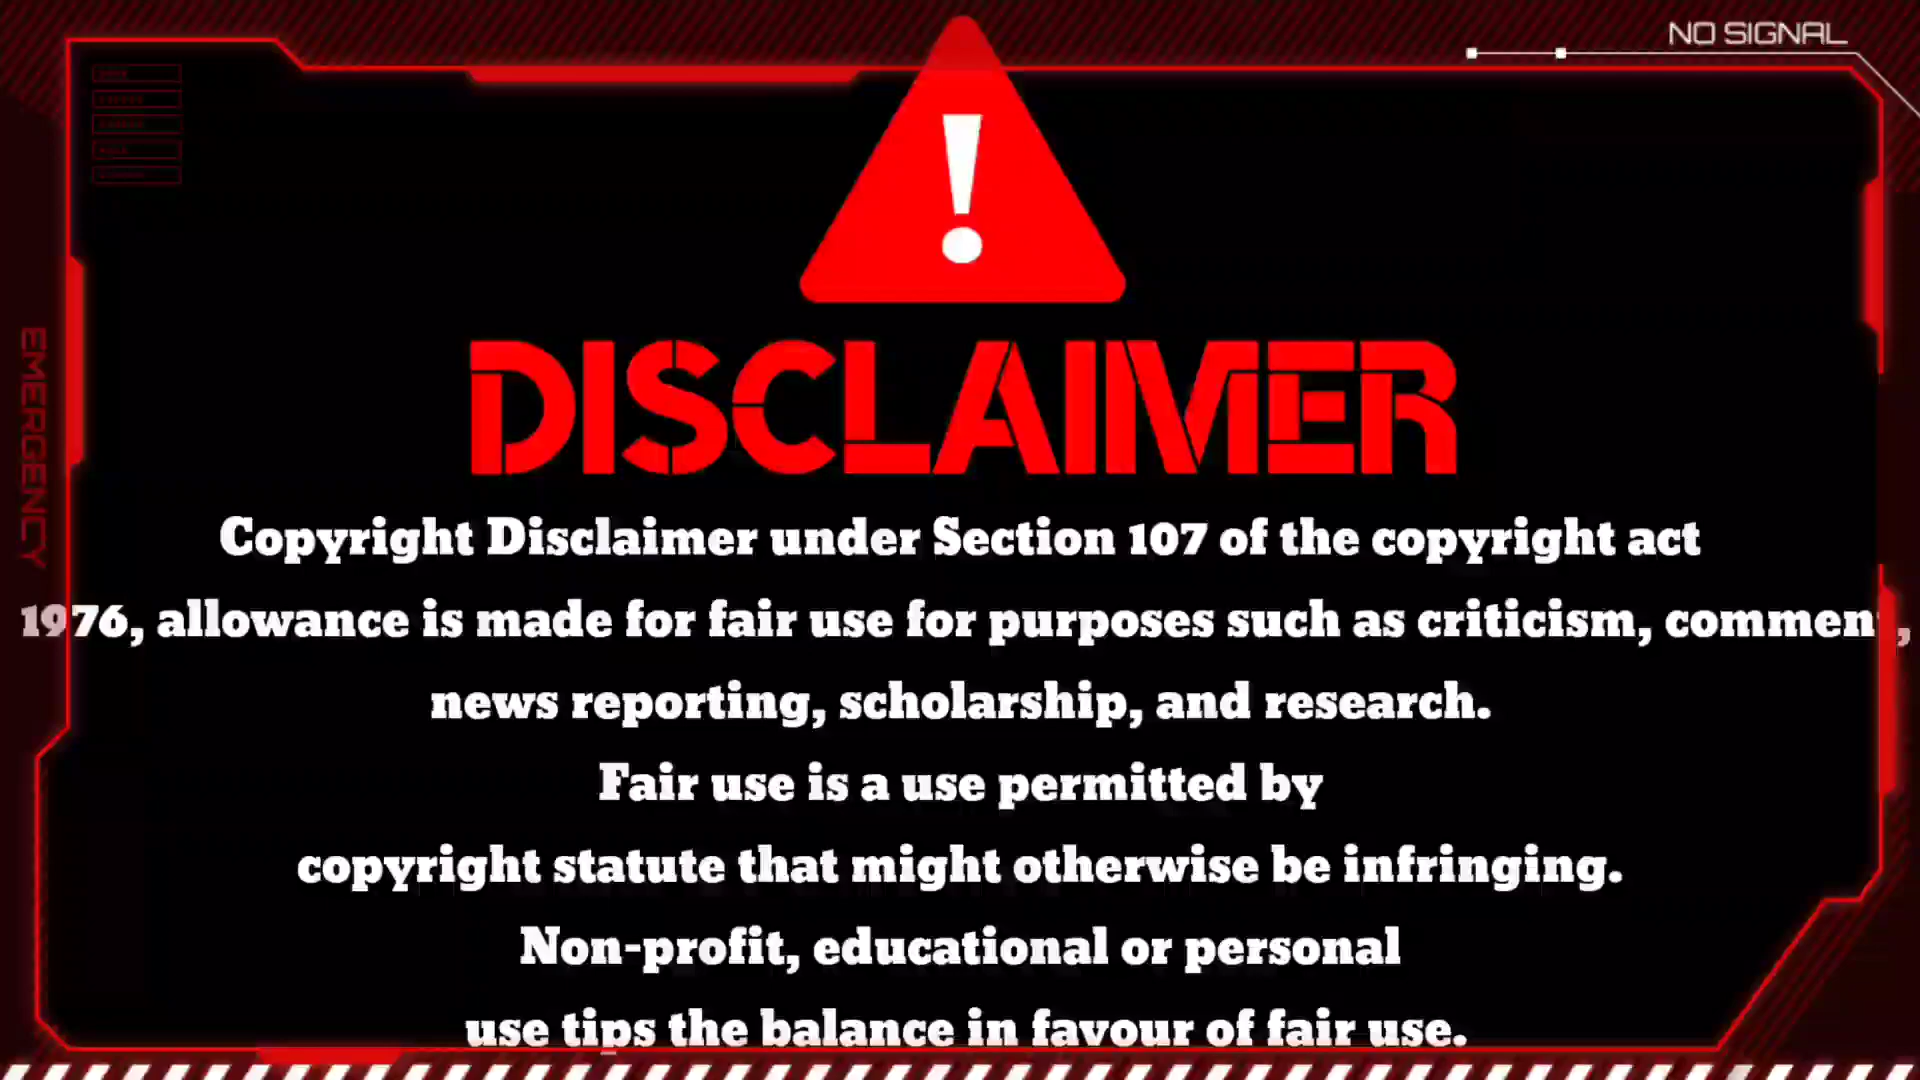 NO SIGNAL
EMERGENCY
DISCLAIMER
Copyright Disclaimer under Section 107 of the copyright act
1976, allowance is made for fair use for purposes such as criticism, comment,
news reporting, scholarship, and research.
Fair use is a use permitted by
copyright statute that might otherwise be infringing.
Non-profit, educational or personal
use tips the balance in favour of fair use.